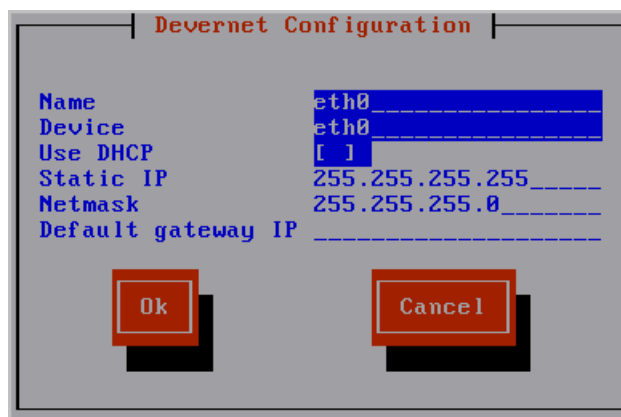 Devernet Configuration
Name eth0
Device eth0
Use DHCP [ ]
Static IP 255.255.255.255
Netmask 255.255.255.0
Default gateway IP
Ok Cancel